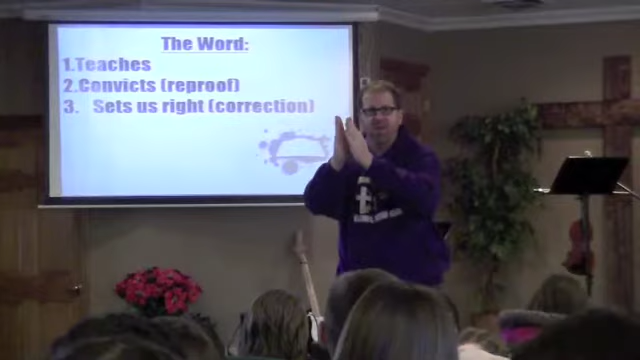 The Word:
1.Teaches
2.Convicts (reproof)
3. Sets us right (correction)